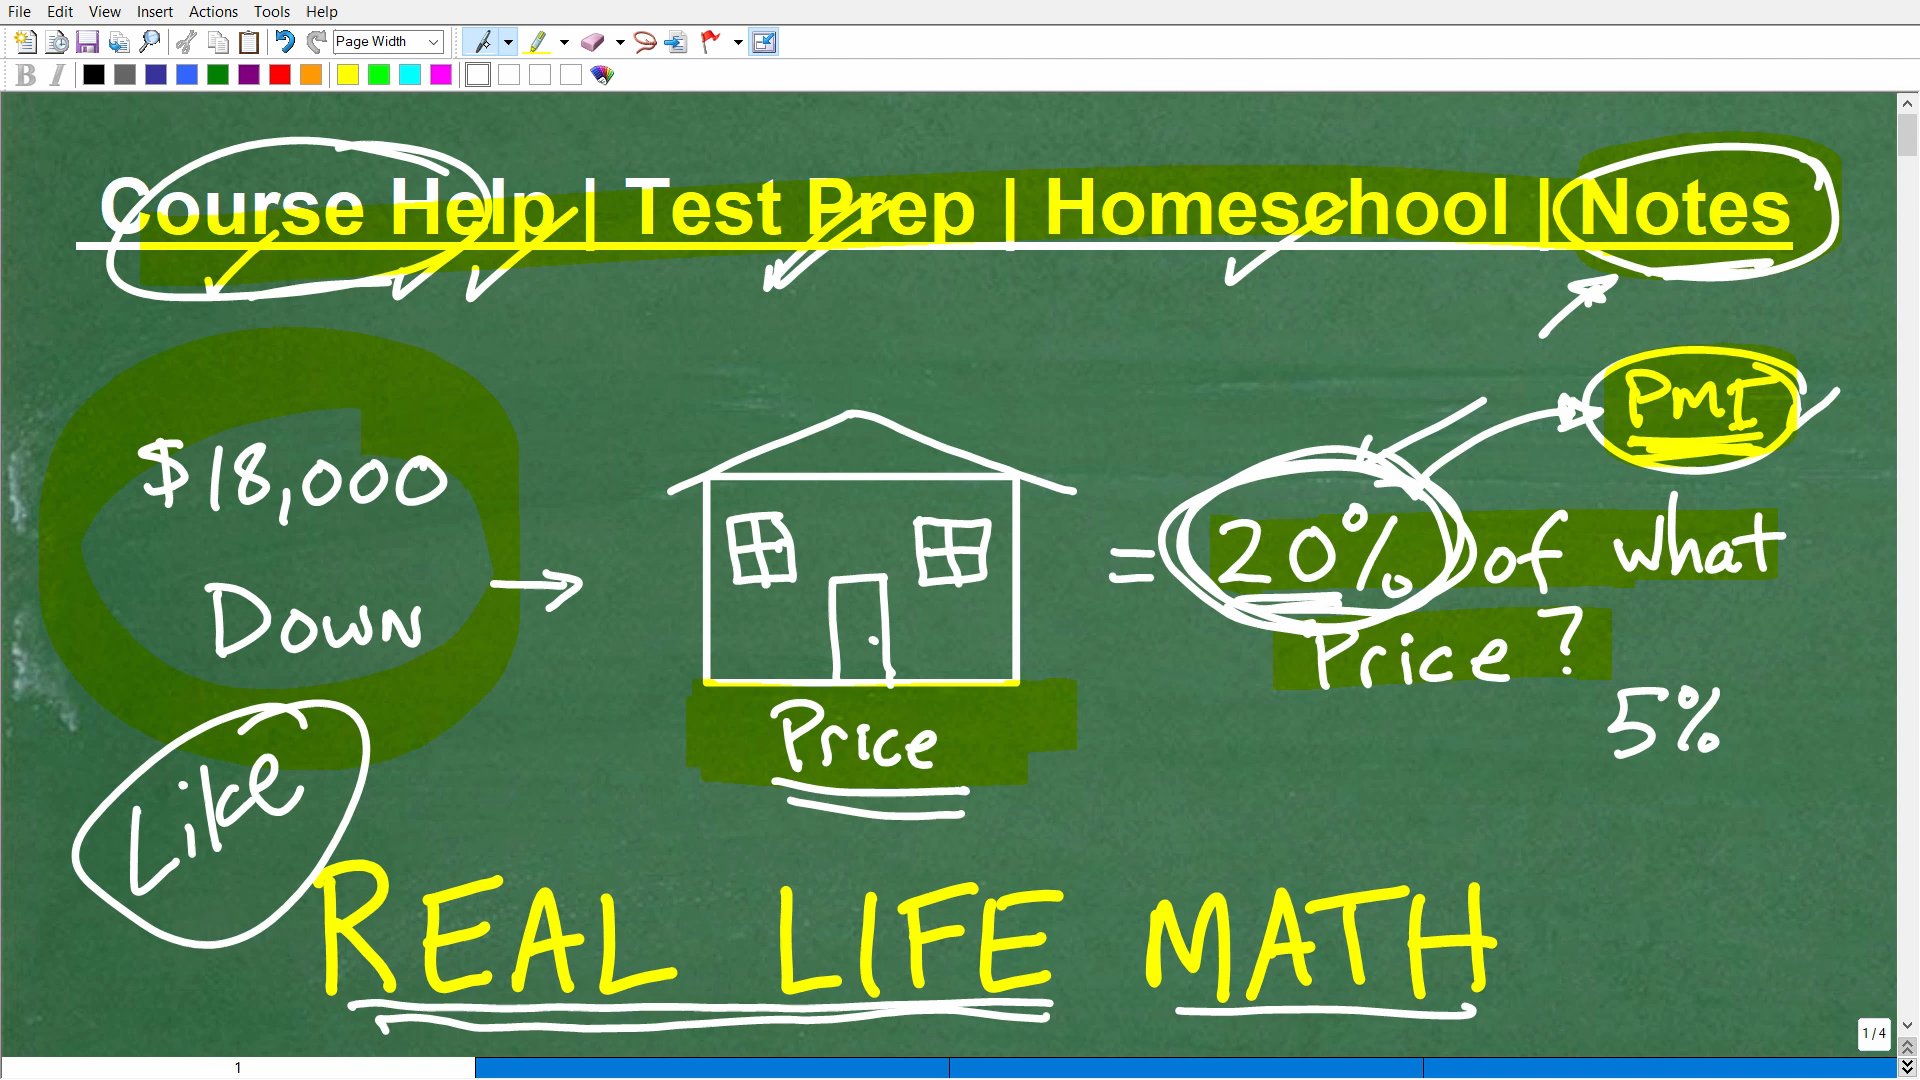 File Edit View Insert Actions Tools Help
Page Width
B I
Course Help | Test Prep | Homeschool | Notes
PMI
$18,000
Down
= 20% of what
Price?
5%
Price
Like
REAL LIFE MATH
1 / 4
1